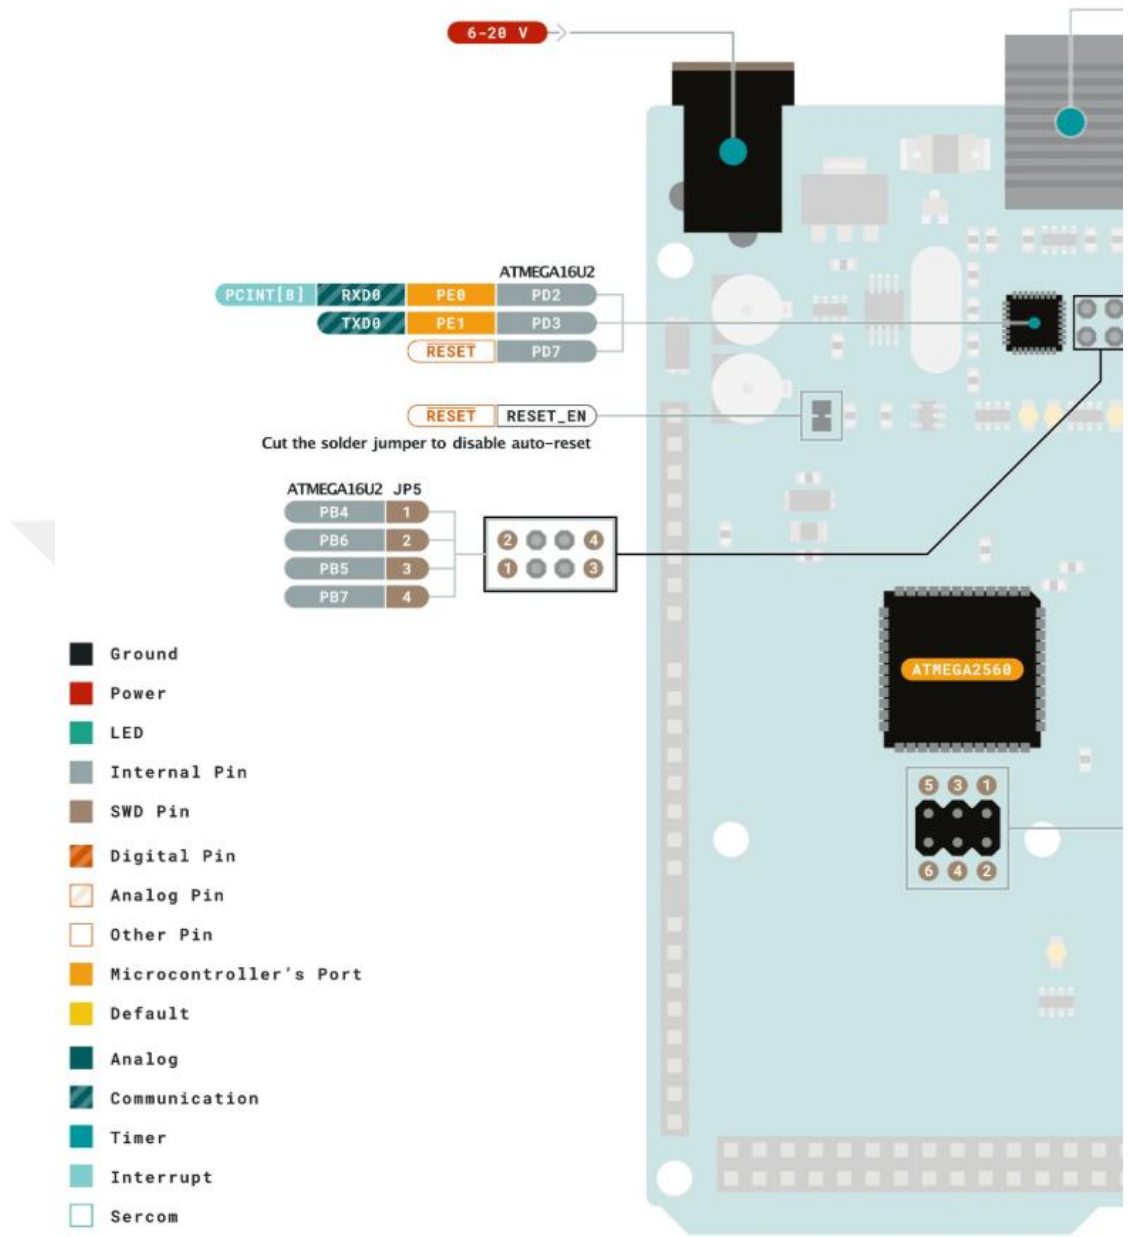 6-20 V
ATMEGA16U2
PCINT[8] RXD0 PE0 PD2
TXD0 PE1 PD3
RESET PD7
RESET RESET_EN
Cut the solder jumper to disable auto-reset
ATMEGA16U2 JP5
PB4 1
PB6 2
PB5 3
PB7 4
2 4
1 3
ATMEGA2560
5 3 1
6 4 2
Ground
Power
LED
Internal Pin
SWD Pin
Digital Pin
Analog Pin
Other Pin
Microcontroller's Port
Default
Analog
Communication
Timer
Interrupt
Sercom